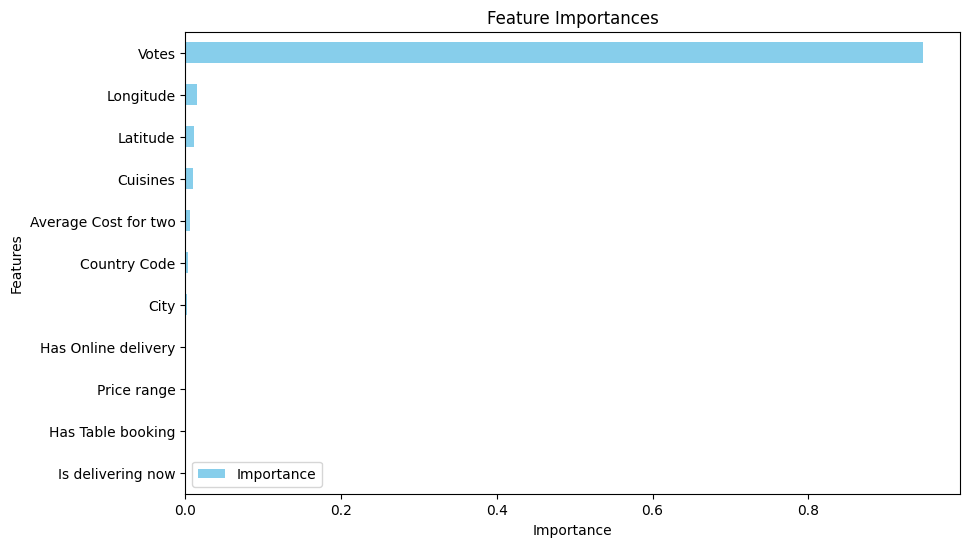 Feature Importances
Votes
Longitude
Latitude
Cuisines
Average Cost for two
Country Code
City
Has Online delivery
Price range
Has Table booking
Is delivering now
Features
Importance
0.0 0.2 0.4 0.6 0.8
Importance